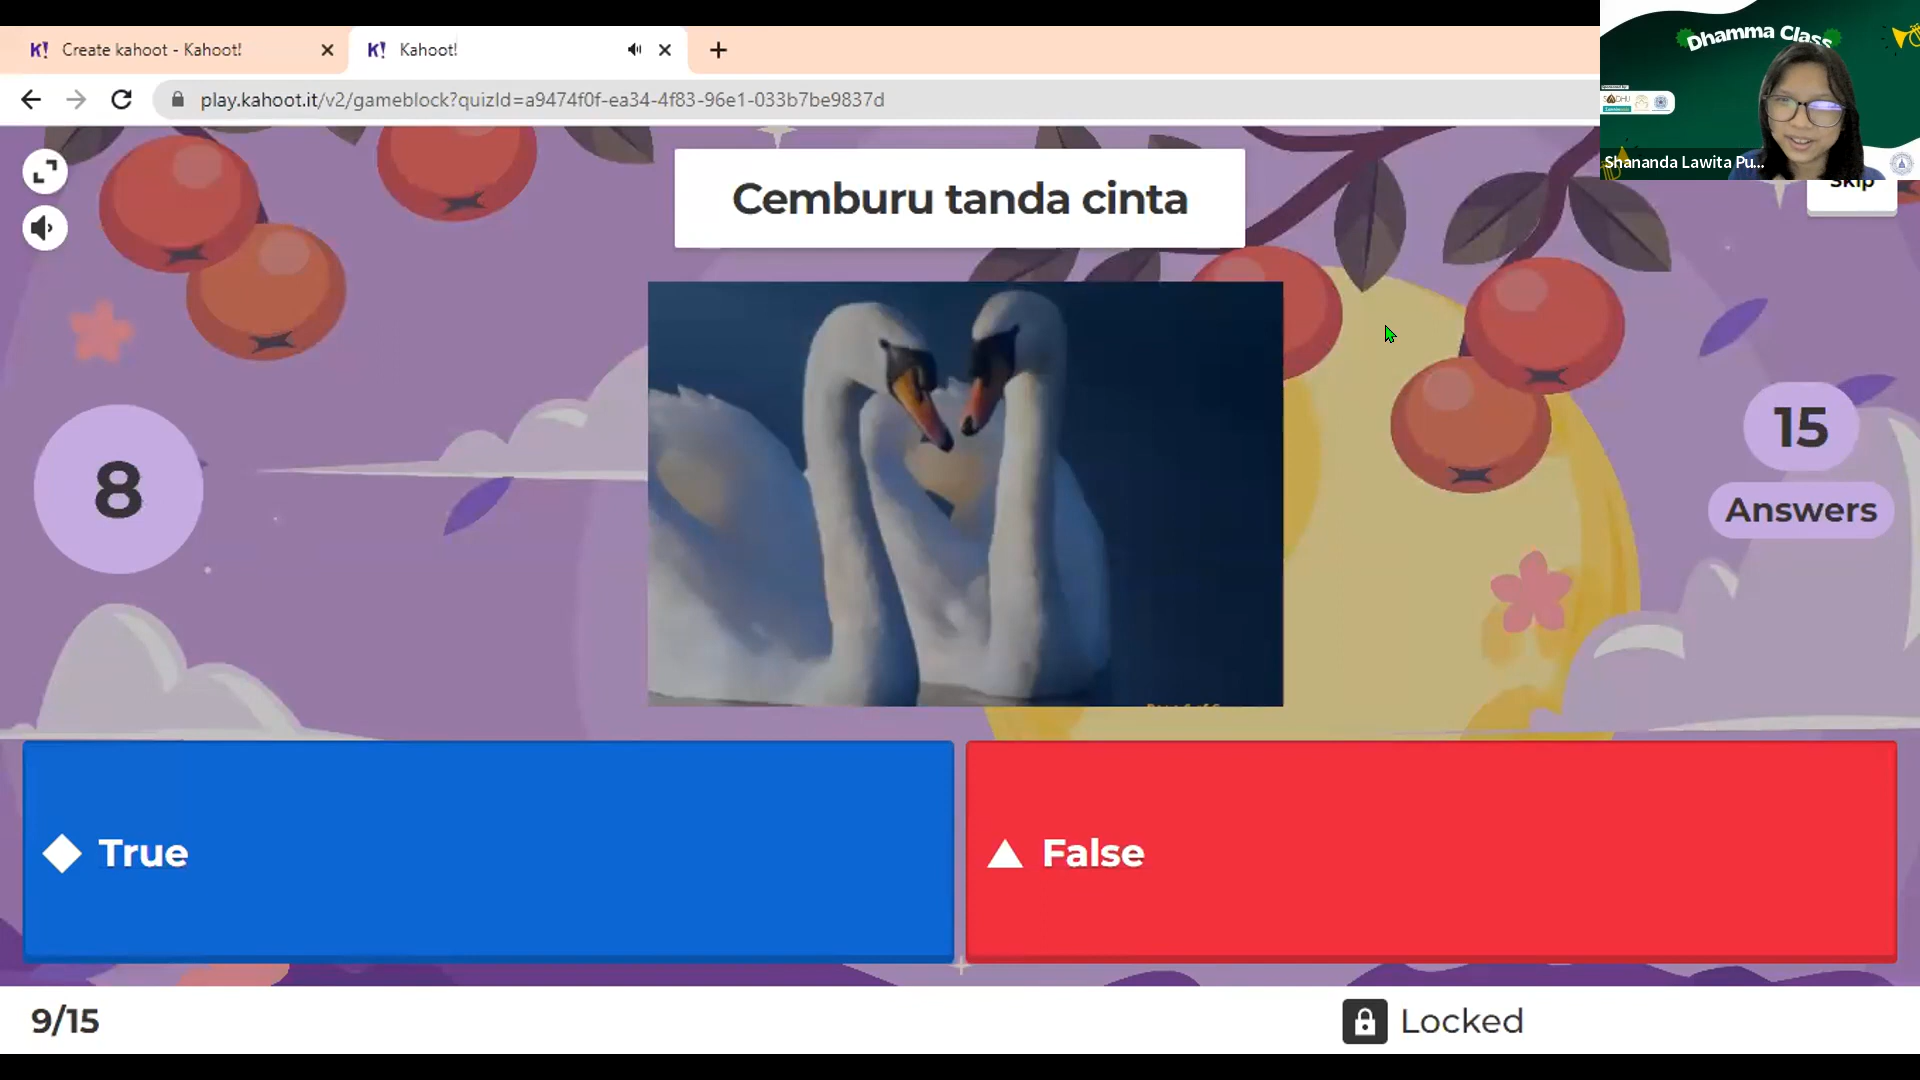 Create kahoot - Kahoot!
Kahoot!
play.kahoot.it/v2/gameblock?quizId=a9474f0f-ea34-4f83-96e1-033b7be9837d
Dhamma Class
Shananda Lawita Pu...
Skip
Cemburu tanda cinta
8
15
Answers
True
False
9/15
Locked